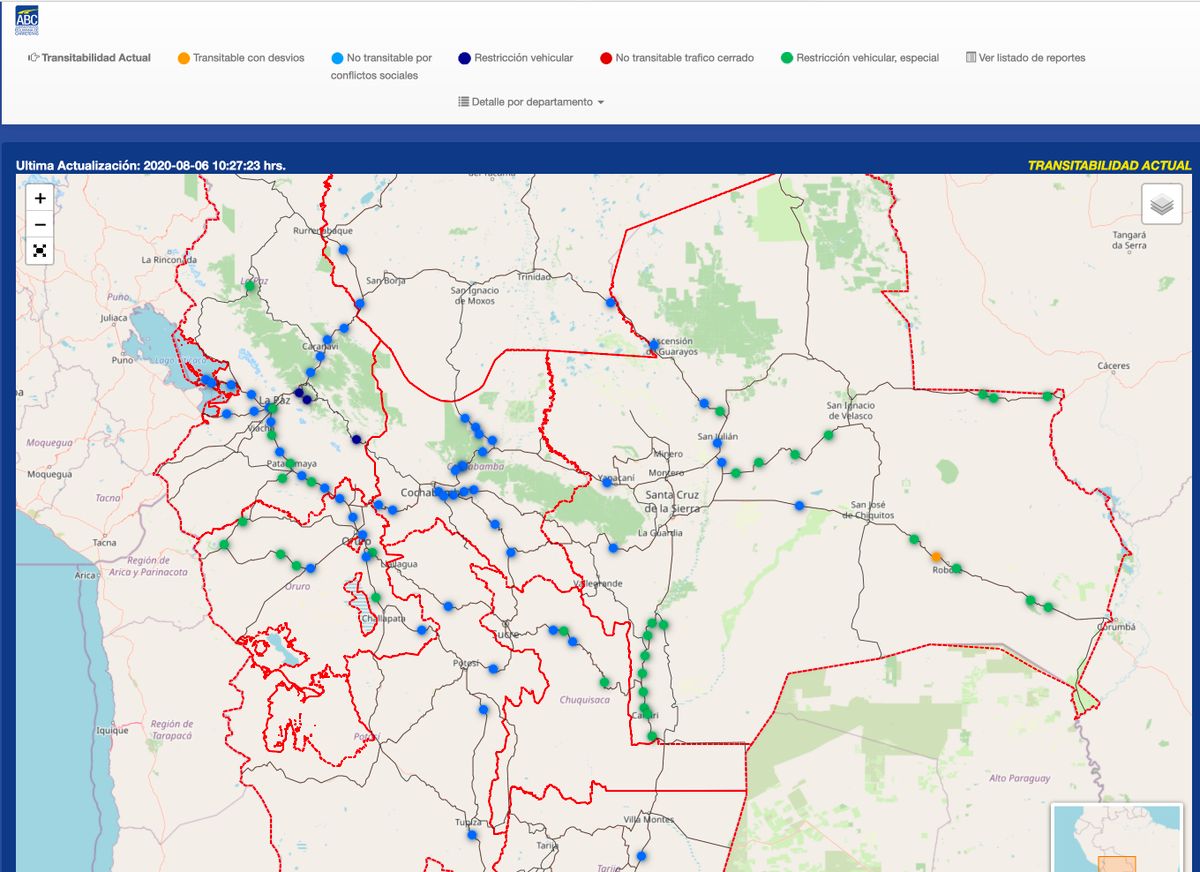 ABC
Transitabilidad Actual
Transitable con desvios
No transitable por
conflictos sociales
Restricción vehicular
No transitable trafico cerrado
Restricción vehicular, especial
Ver listado de reportes
Detalle por departamento
Ultima Actualización: 2020-08-06 10:27:23 hrs.
TRANSITABILIDAD ACTUAL
+
−
Rurrenabaque
La Rinconada
Tangará
da Serra
San Borja
Trinidad
La Paz
Puno
San Ignacio
de Moxos
Juliaca
Caranavi
Ascensión
de Guarayos
Puno
Lago Titicaca
Cáceres
La Paz
San Ignacio
de Velasco
Viacha
San Julián
Moquegua
Minero
Patacamaya
Cochabamba
Montero
Moquegua
Yapacaní
Cochabamba
Santa Cruz
de la Sierra
Tacna
San José
de Chiquitos
La Guardia
Tacna
Oruro
Región de
Arica y Parinacota
Llallagua
Arica
Roboré
Oruro
Vallegrande
Challapata
Corumbá
Sucre
Potosí
Chuquisaca
Camiri
Región de
Tarapacá
Iquique
Potosí
Alto Paraguay
Tupiza
Villa Montes
Tarija
Tarija